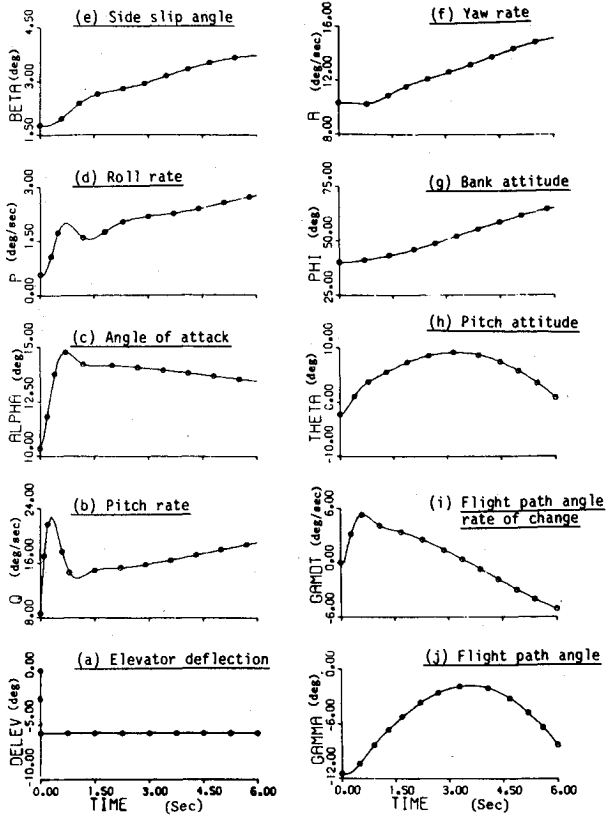 (e) Side slip angle
BETA (deg)
4.50
3.00
1.50
(d) Roll rate
P (deg/sec)
3.00
1.50
0.00
(c) Angle of attack
ALPHA (deg)
15.00
12.50
10.00
(b) Pitch rate
Q (deg/sec)
24.00
16.00
8.00
(a) Elevator deflection
DELEV (deg)
0.00
-5.00
-10.00
0.00 1.50 3.00 4.50 6.00
TIME (Sec)
(f) Yaw rate
R (deg/sec)
16.00
12.00
8.00
(g) Bank attitude
PHI (deg)
75.00
50.00
25.00
(h) Pitch attitude
THETA (deg)
10.00
0.00
-10.00
(i) Flight path angle
rate of change
GAMDT (deg/sec)
6.00
0.00
-6.00
(j) Flight path angle
GAMMA (deg)
0.00
-6.00
-12.00
0.00 1.50 3.00 4.50 6.00
TIME (Sec)